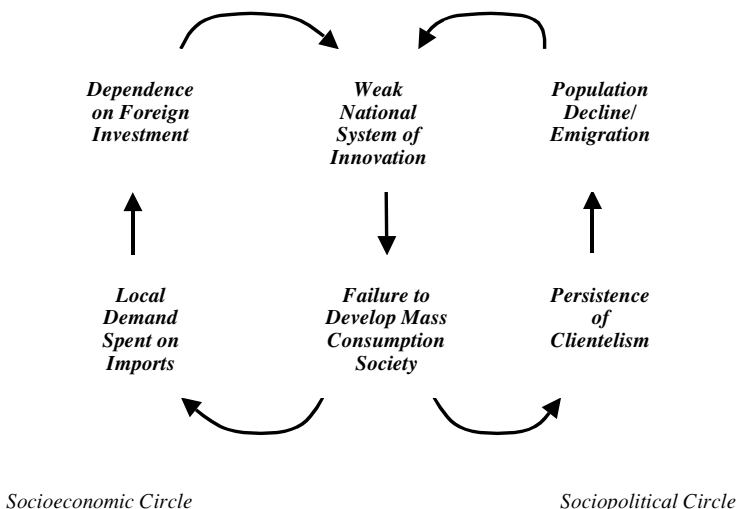 Dependence
on Foreign
Investment
Weak
National
System of
Innovation
Population
Decline/
Emigration
Local
Demand
Spent on
Imports
Failure to
Develop Mass
Consumption
Society
Persistence
of
Clientelism
Socioeconomic Circle
Sociopolitical Circle